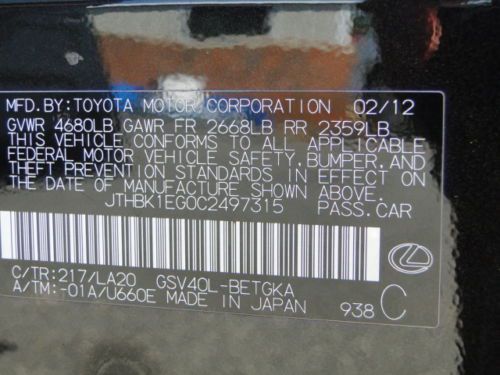 MFD.BY:TOYOTA MOTOR CORPORATION 02/12
GVWR 4680LB GAWR FR 2668LB RR 2359LB
THIS VEHICLE CONFORMS TO ALL APPLICABLE
FEDERAL MOTOR VEHICLE SAFETY,BUMPER,AND
THEFT PREVENTION STANDARDS IN EFFECT ON
THE DATE OF MANUFACTURE SHOWN ABOVE.
JTHBK1EG0C2497315 PASS.CAR
C/TR:217/LA20 GSV40L-BETGKA
A/TM:-01A/U660E MADE IN JAPAN 938 C